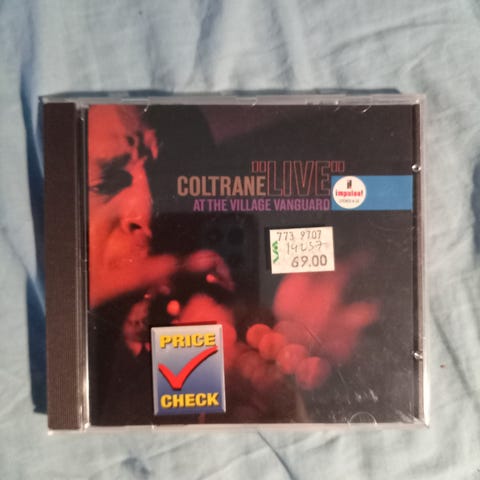 COLTRANE "LIVE"
AT THE VILLAGE VANGUARD
impulse!
773 9707
14257
69.00
PRICE
CHECK